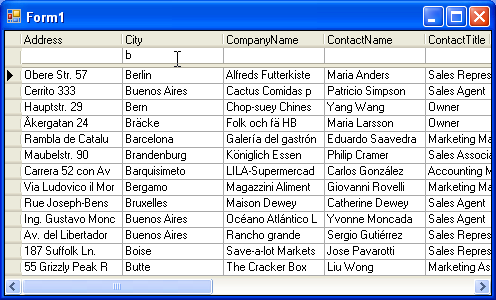 Form1
Address City CompanyName ContactName ContactTitle
b
Obere Str. 57 Berlin Alfreds Futterkiste Maria Anders Sales Repres
Cerrito 333 Buenos Aires Cactus Comidas p Patricio Simpson Sales Agent
Hauptstr. 29 Bern Chop-suey Chines Yang Wang Owner
Åkergatan 24 Bräcke Folk och fä HB Maria Larsson Owner
Rambla de Catalu Barcelona Galería del gastrón Eduardo Saavedra Marketing Ma
Maubelstr. 90 Brandenburg Königlich Essen Philip Cramer Sales Associa
Carrera 52 con Av Barquisimeto LILA-Supermercad Carlos González Accounting M
Via Ludovico il Mor Bergamo Magazzini Aliment Giovanni Rovelli Marketing Ma
Rue Joseph-Bens Bruxelles Maison Dewey Catherine Dewey Sales Agent
Ing. Gustavo Monc Buenos Aires Océano Atlántico L Yvonne Moncada Sales Agent
Av. del Libertador Buenos Aires Rancho grande Sergio Gutiérrez Sales Repres
187 Suffolk Ln. Boise Save-a-lot Markets Jose Pavarotti Sales Repres
55 Grizzly Peak R Butte The Cracker Box Liu Wong Marketing As